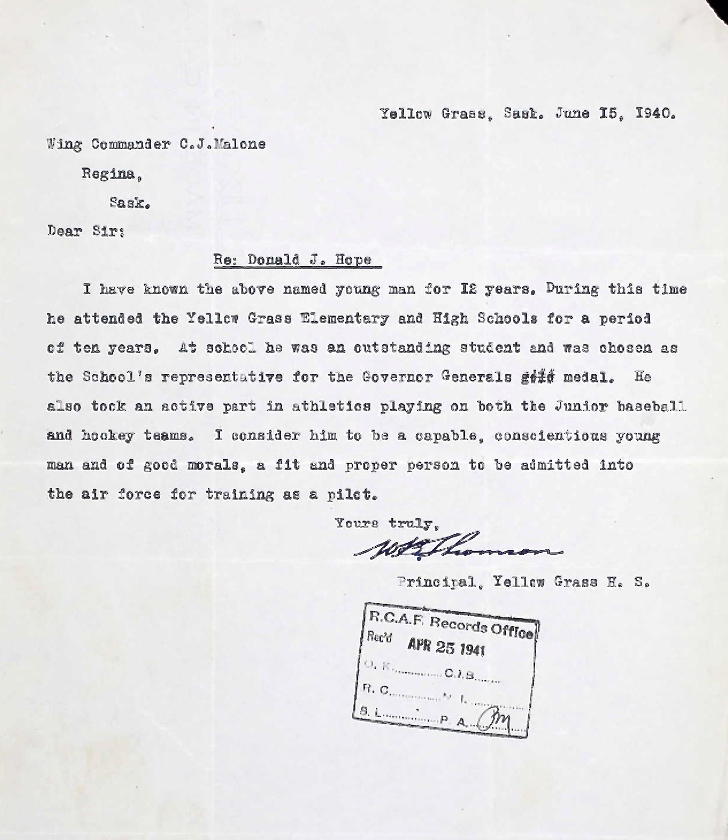 Yellow Grass, Sask. June I5, I940.
Wing Commander C.J.Malone
Regina,
Sask.
Dear Sir:
Re: Donald J. Hope
I have known the above named young man for I2 years. During this time
he attended the Yellow Grass Elementary and High Schools for a period
of ten years. At school he was an outstanding student and was chosen as
the School's representative for the Governor Generals gold medal. He
also took an active part in athletics playing on both the Junior baseball
and hockey teams. I consider him to be a capable, conscientious young
man and of good morals, a fit and proper person to be admitted into
the air force for training as a pilot.
Yours truly,
Thomson
Principal, Yellow Grass H. S.
R.C.A.F. Records Office
Rec'd APR 25 1941
O. K. ............ C.I.S. ......
R. C. ............ I. ............
S. L. ............ P. A. ......